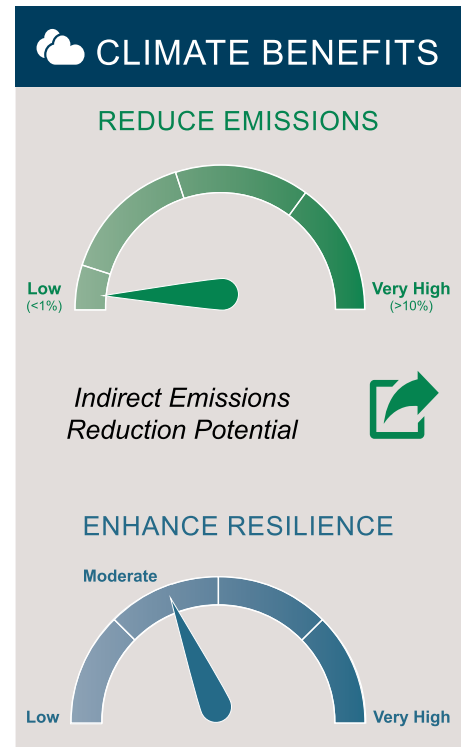 CLIMATE BENEFITS
REDUCE EMISSIONS
Low
(<1%)
Very High
(>10%)
Indirect Emissions
Reduction Potential
ENHANCE RESILIENCE
Moderate
Low
Very High